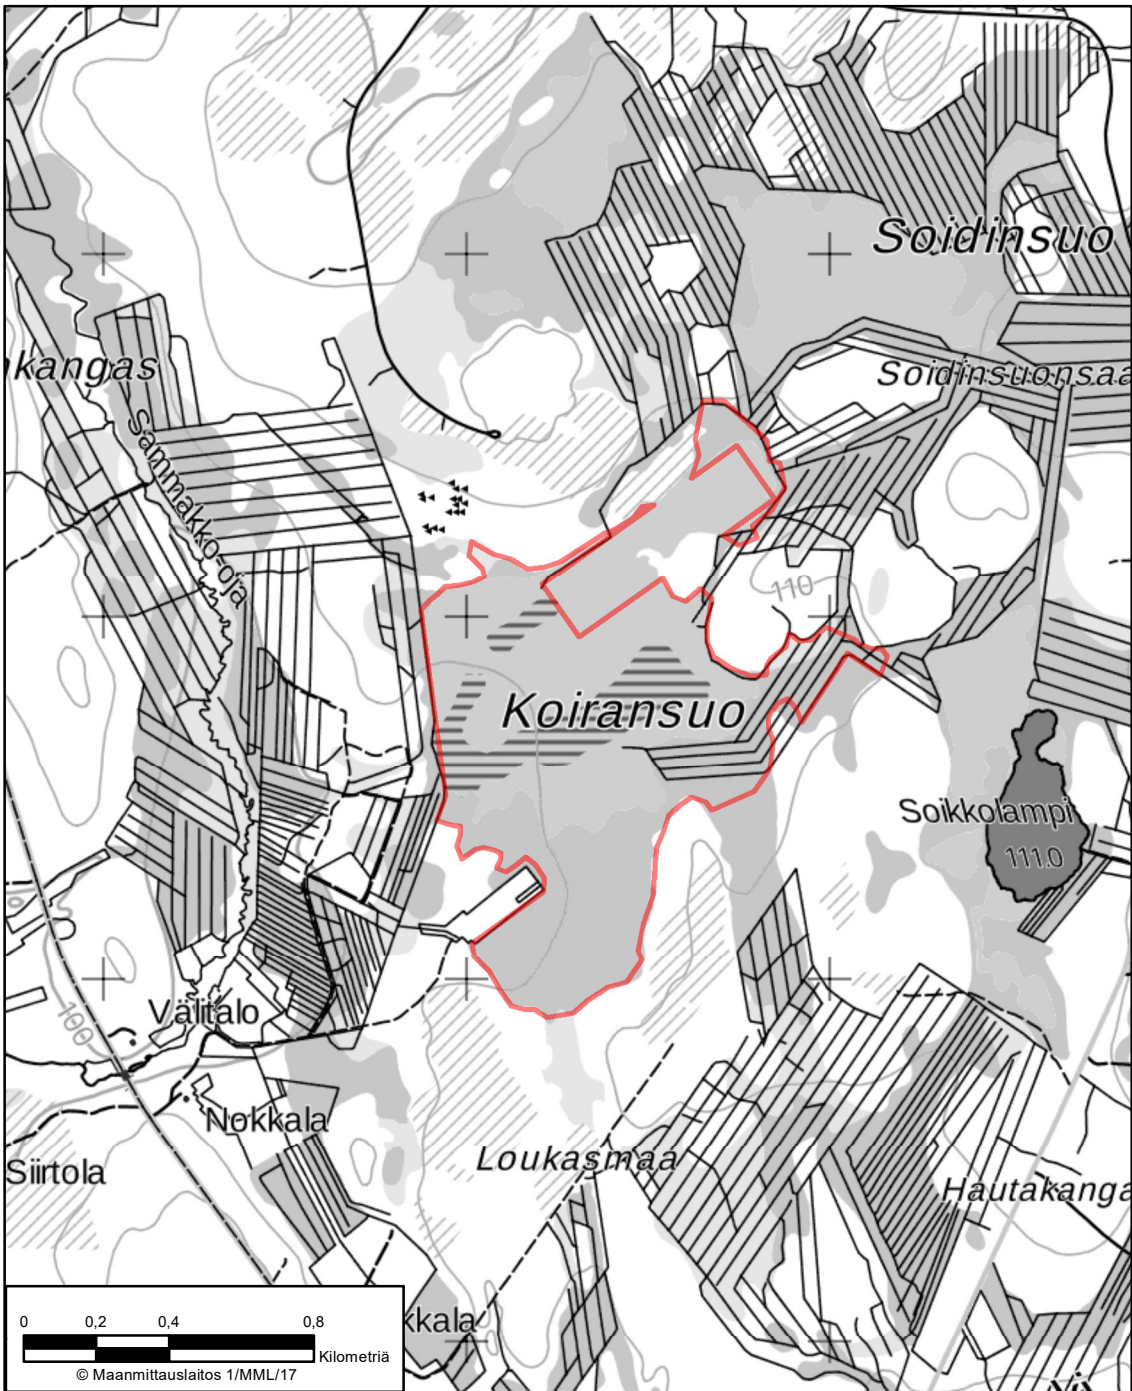 Soidinsuo
nkangas
Soidinsuonsaa
Sammakko-oja
110
Koiransuo
Soikkolampi
111.0
Välitalo
100
Nokkala
Loukasmaa
Siirtola
Hautakanga
kkala
0 0,2 0,4 0,8
Kilometriä
© Maanmittauslaitos 1/MML/17